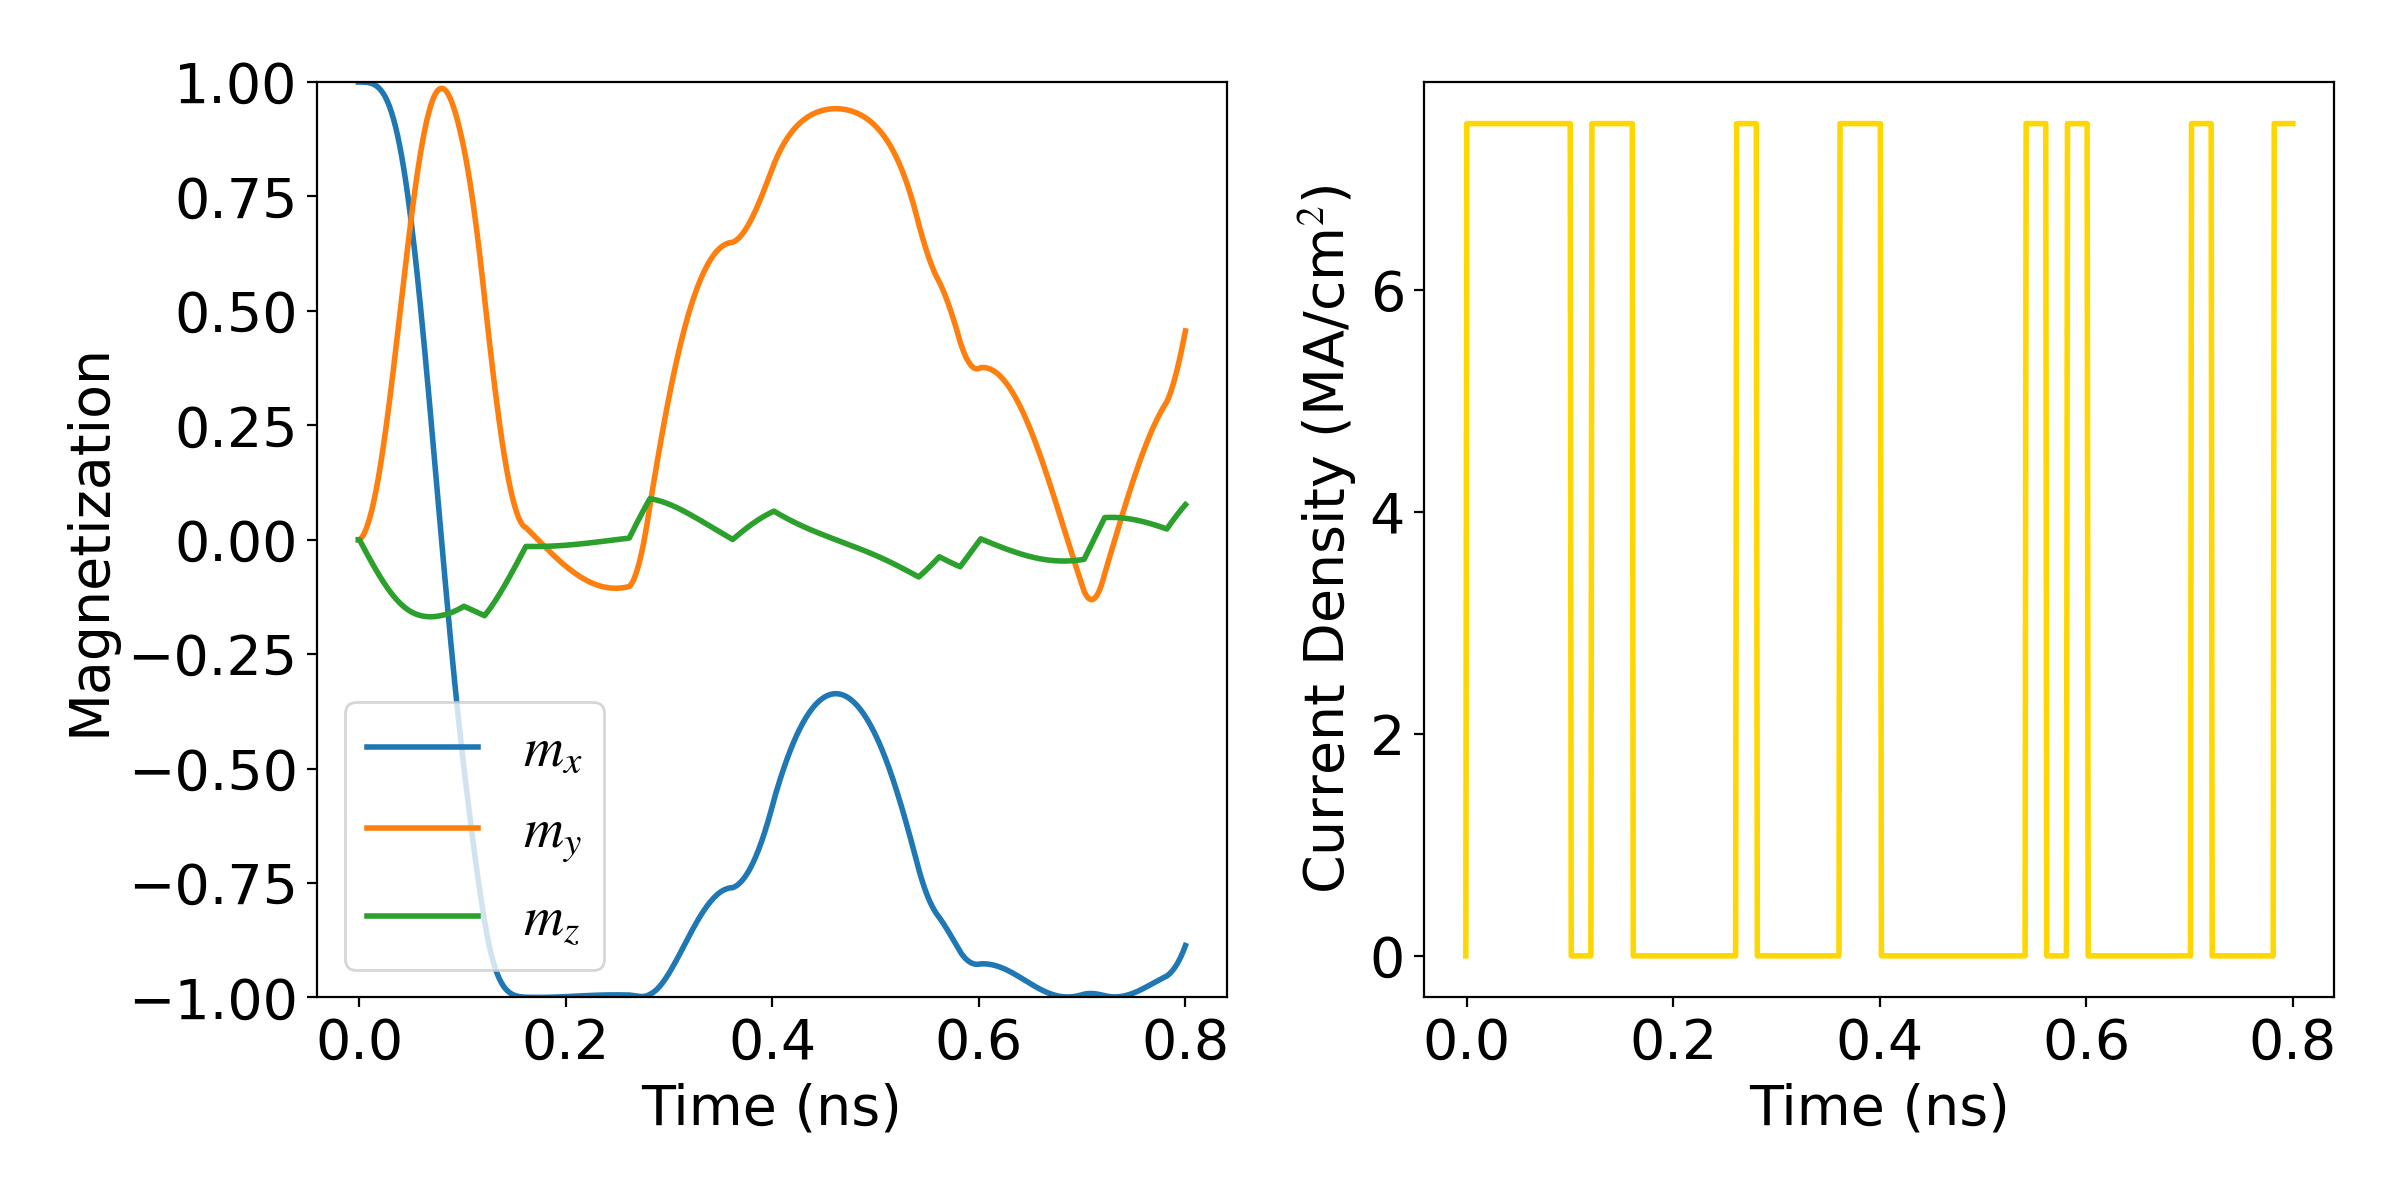 Magnetization
1.00
0.75
0.50
0.25
0.00
−0.25
−0.50
−0.75
−1.00
m_x
m_y
m_z
0.0 0.2 0.4 0.6 0.8
Time (ns)
Current Density (MA/cm²)
6
4
2
0
0.0 0.2 0.4 0.6 0.8
Time (ns)